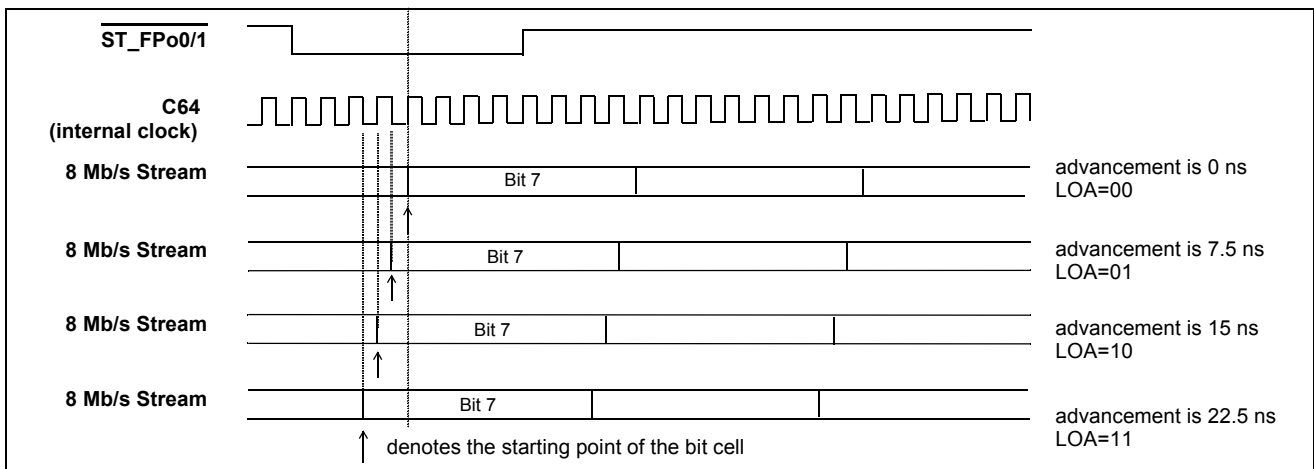 ST_FPo0/1
C64
(internal clock)
8 Mb/s Stream
Bit 7
advancement is 0 ns
LOA=00
8 Mb/s Stream
Bit 7
advancement is 7.5 ns
LOA=01
8 Mb/s Stream
Bit 7
advancement is 15 ns
LOA=10
8 Mb/s Stream
Bit 7
advancement is 22.5 ns
LOA=11
denotes the starting point of the bit cell